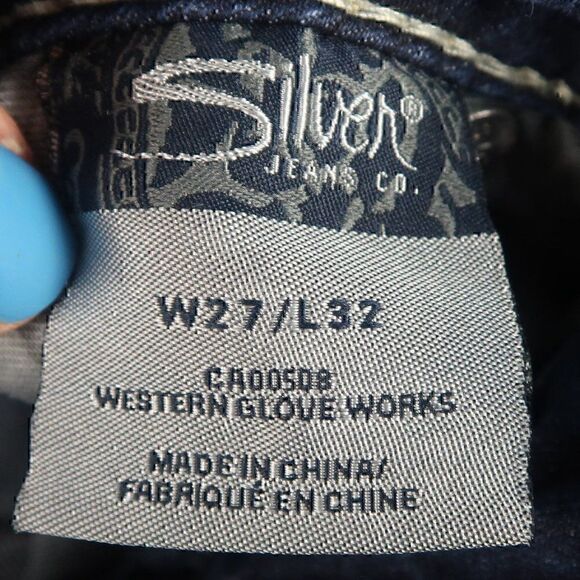 Silver®
JEANS CO.
W27/L32
CA00508
WESTERN GLOVE WORKS
MADE IN CHINA/
FABRIQUÉ EN CHINE